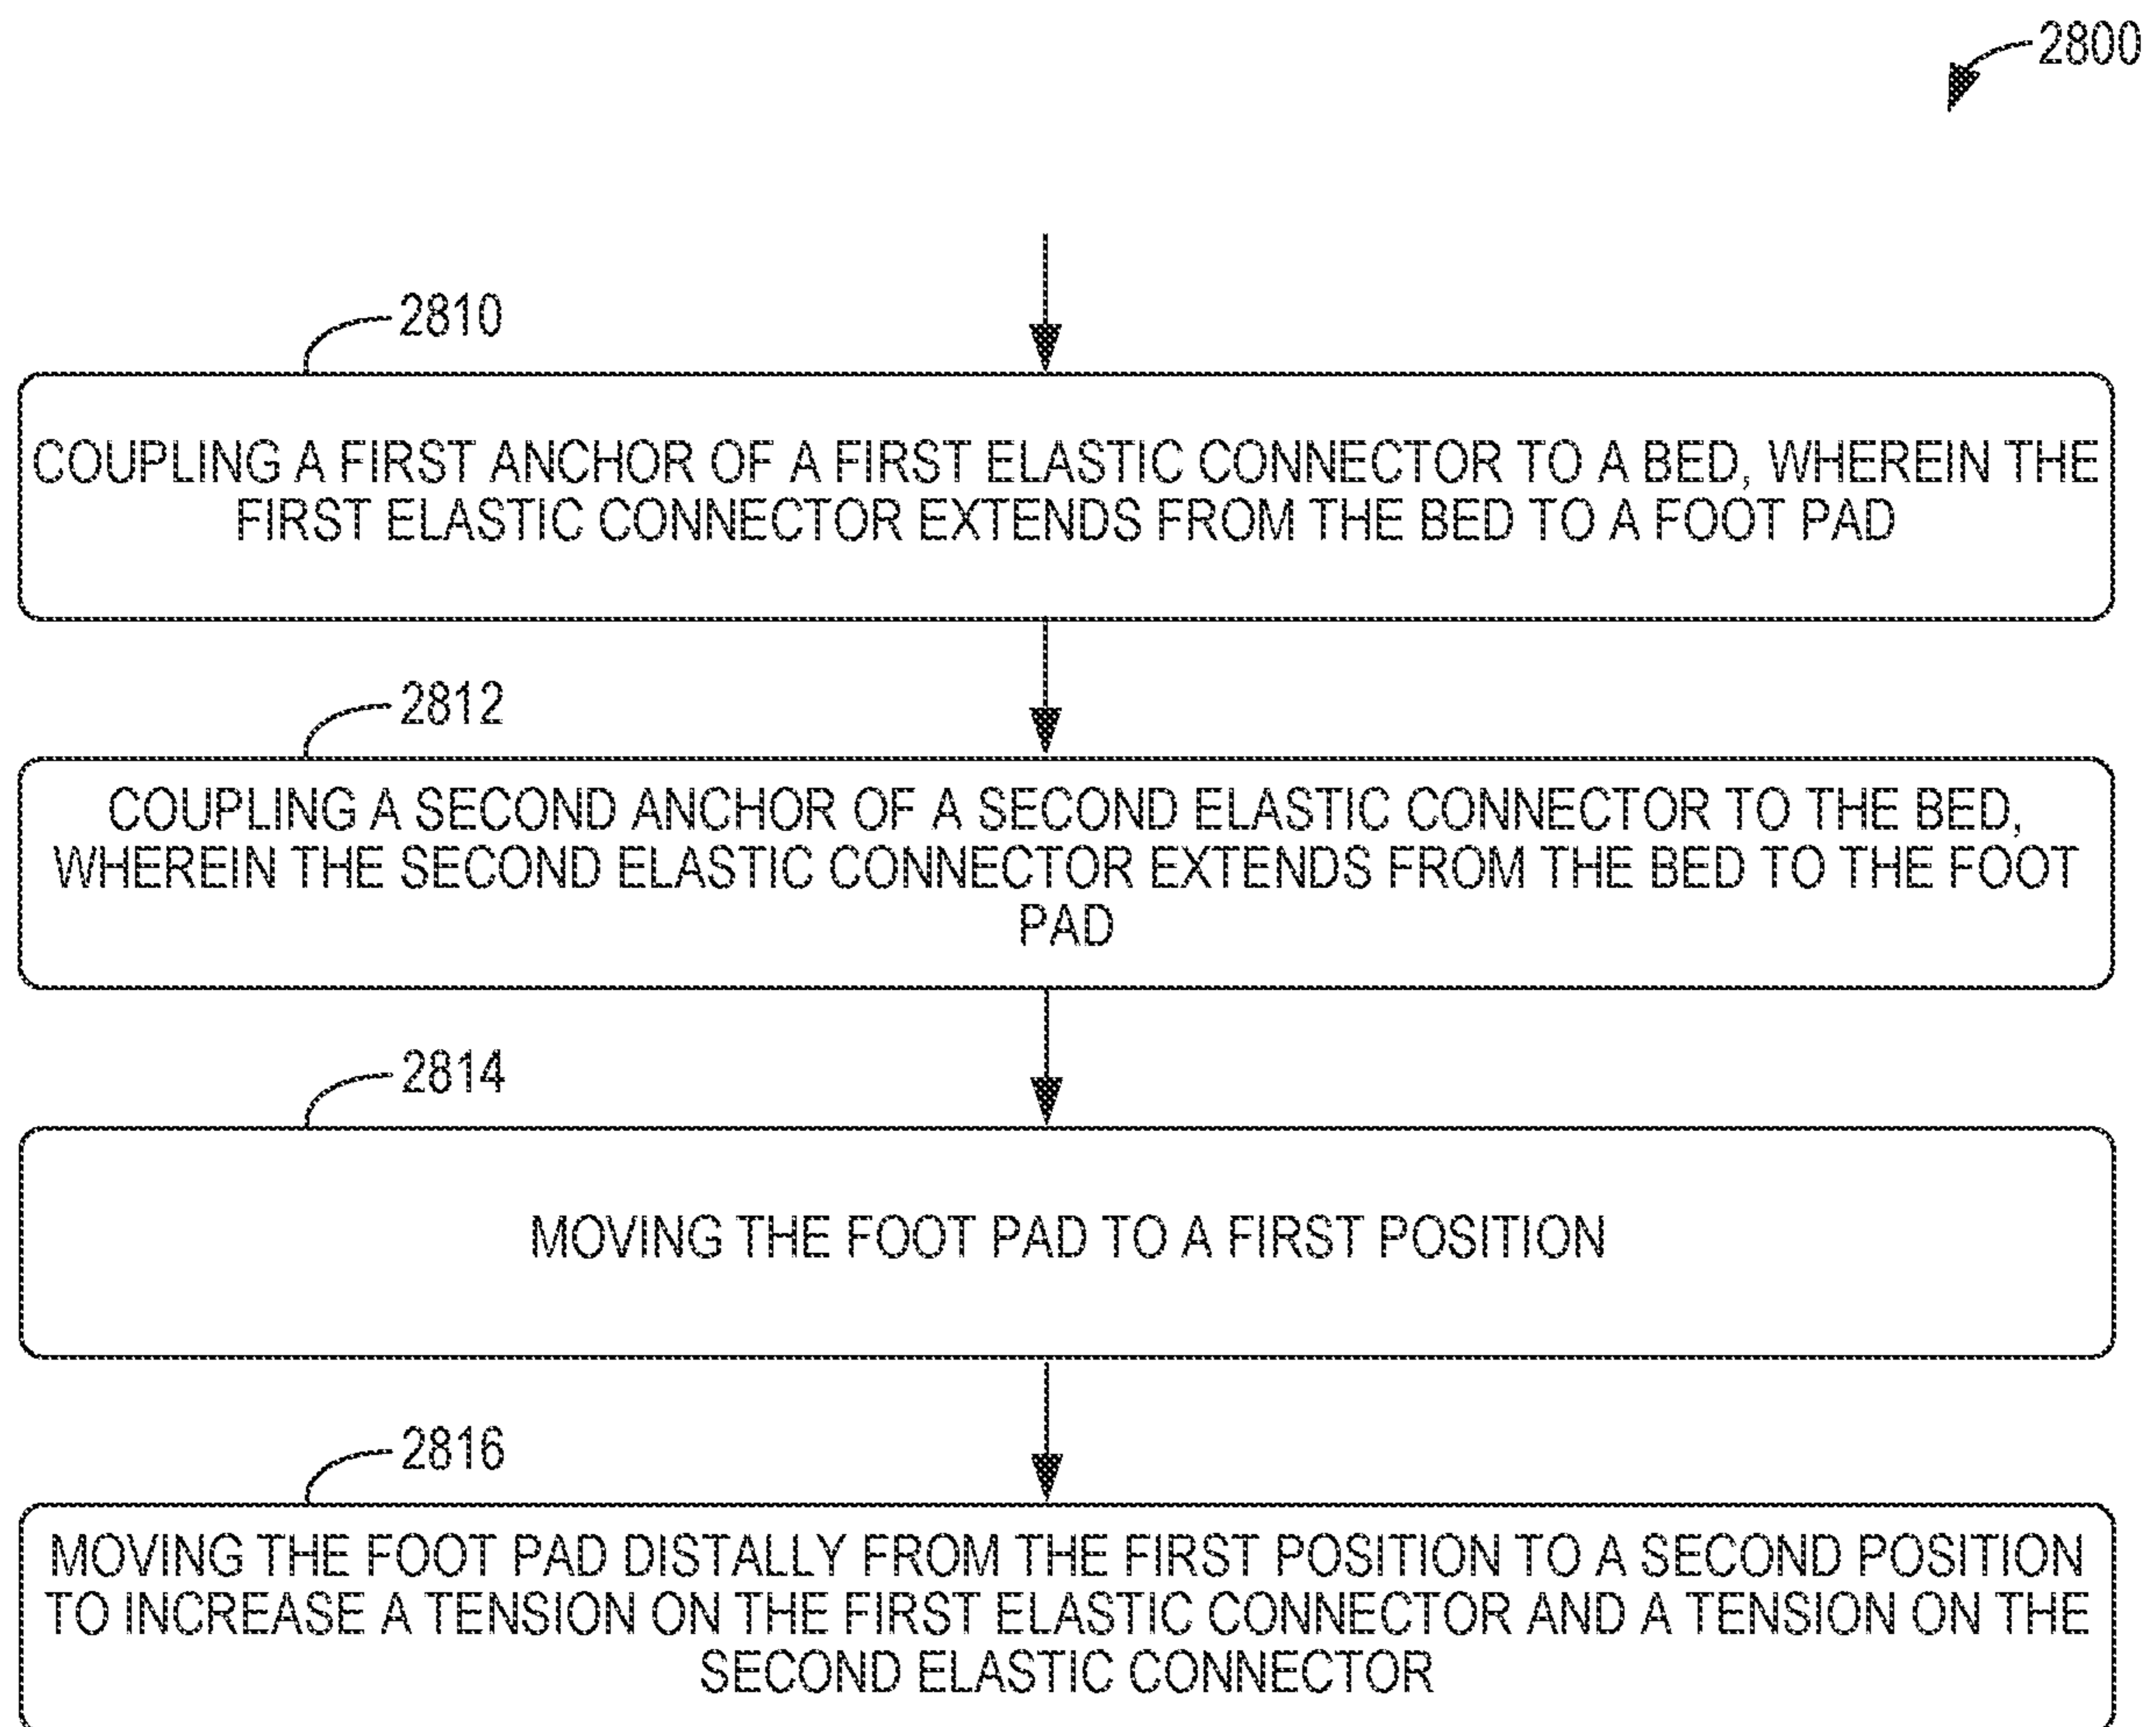 2800
2810
COUPLING A FIRST ANCHOR OF A FIRST ELASTIC CONNECTOR TO A BED, WHEREIN THE
FIRST ELASTIC CONNECTOR EXTENDS FROM THE BED TO A FOOT PAD
2812
COUPLING A SECOND ANCHOR OF A SECOND ELASTIC CONNECTOR TO THE BED,
WHEREIN THE SECOND ELASTIC CONNECTOR EXTENDS FROM THE BED TO THE FOOT
PAD
2814
MOVING THE FOOT PAD TO A FIRST POSITION
2816
MOVING THE FOOT PAD DISTALLY FROM THE FIRST POSITION TO A SECOND POSITION
TO INCREASE A TENSION ON THE FIRST ELASTIC CONNECTOR AND A TENSION ON THE
SECOND ELASTIC CONNECTOR